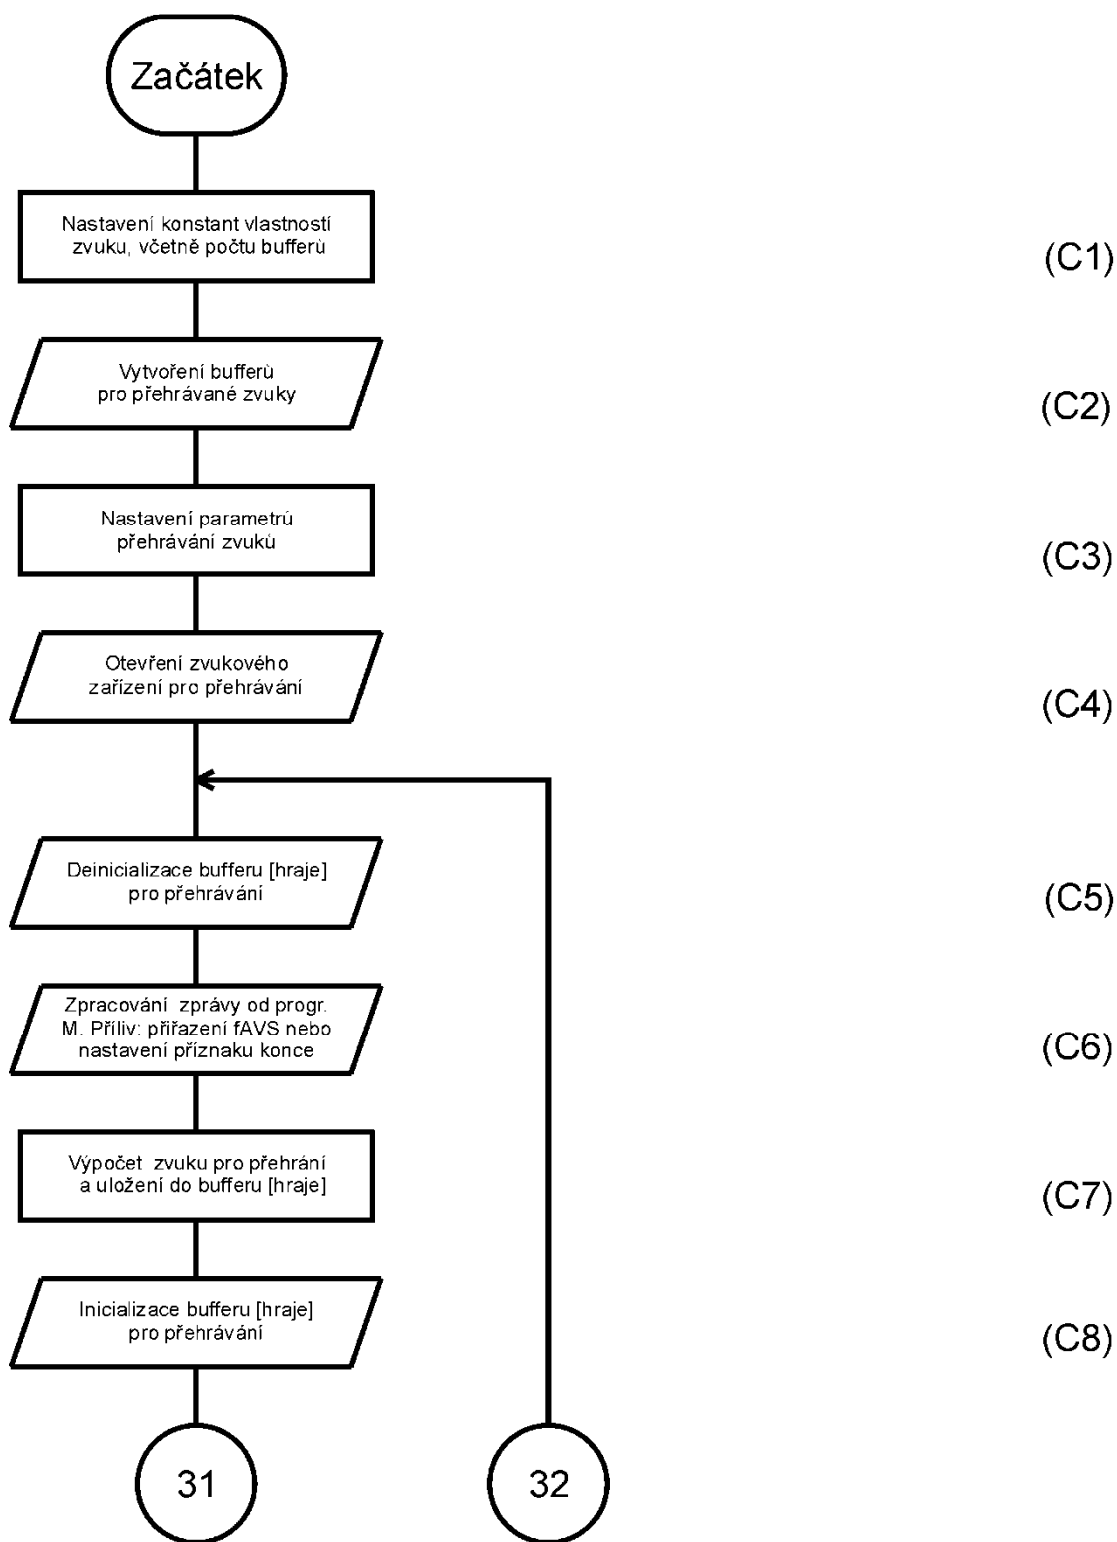 Začátek
Nastavení konstant vlastností
zvuku, včetně počtu bufferů
(C1)
Vytvoření bufferů
pro přehrávané zvuky
(C2)
Nastavení parametrů
přehrávání zvuků
(C3)
Otevření zvukového
zařízení pro přehrávání
(C4)
Deinicializace bufferu [hraje]
pro přehrávání
(C5)
Zpracování zprávy od progr.
M. Příliv: přiřazení fAVS nebo
nastavení příznaku konce
(C6)
Výpočet zvuku pro přehrání
a uložení do bufferu [hraje]
(C7)
Inicializace bufferu [hraje]
pro přehrávání
(C8)
31
32